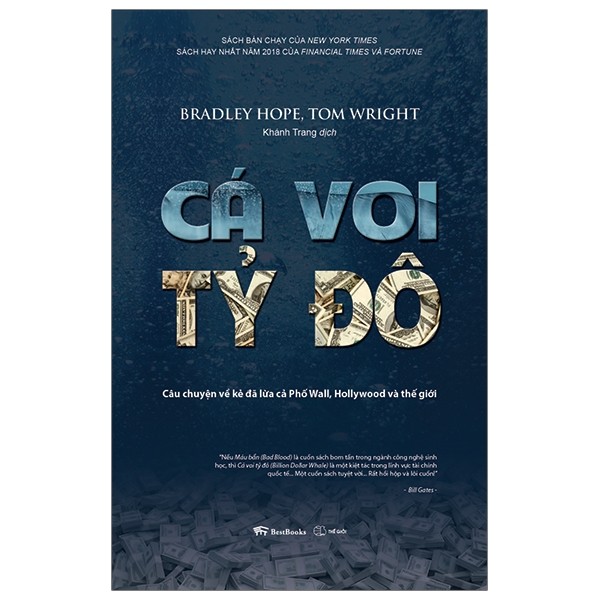 SÁCH BÁN CHẠY CỦA NEW YORK TIMES
SÁCH HAY NHẤT NĂM 2018 CỦA FINANCIAL TIMES VÀ FORTUNE
BRADLEY HOPE, TOM WRIGHT
Khánh Trang dịch
CÁ VOI
TỶ ĐÔ
Câu chuyện về kẻ đã lừa cả Phố Wall, Hollywood và thế giới
"Nếu Máu bẩn (Bad Blood) là cuốn sách bom tấn trong ngành công nghệ sinh
học, thì Cá voi tỷ đô (Billion Dollar Whale) là một kiệt tác trong lĩnh vực tài chính
quốc tế... Một cuốn sách tuyệt vời... Rất hồi hộp và lôi cuốn!"
- Bill Gates -
BestBooks THẾ GIỚI